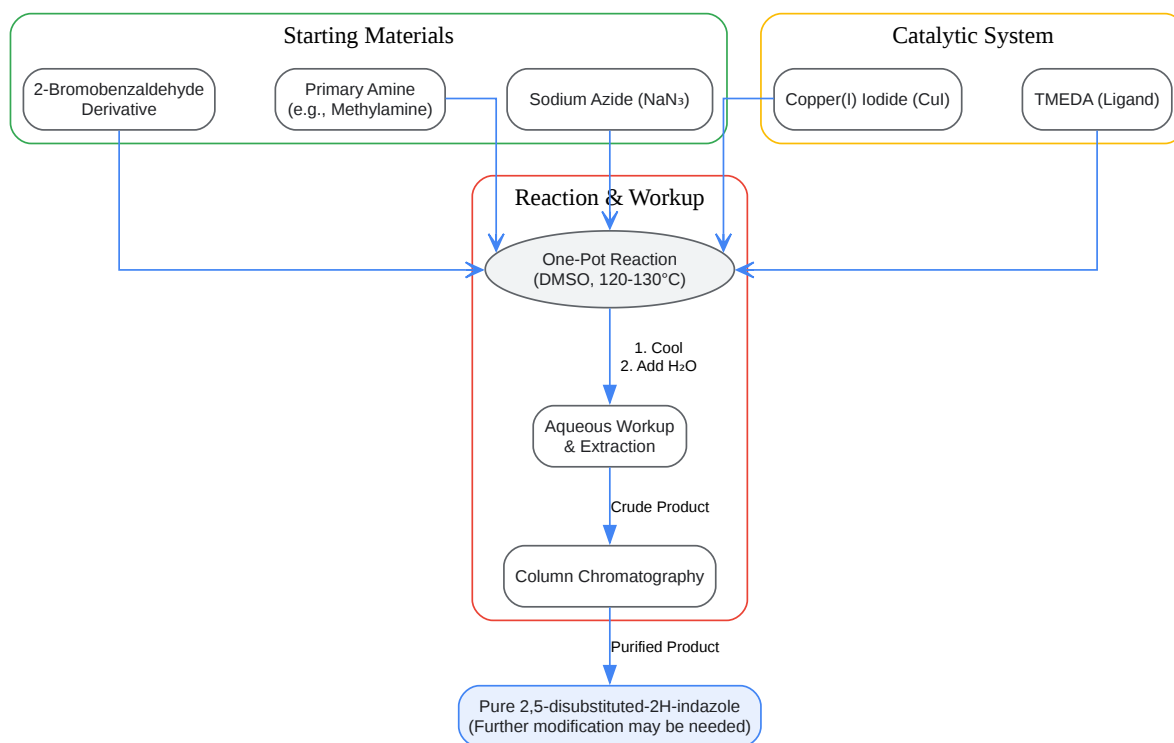 Starting Materials
Catalytic System
2-Bromobenzaldehyde
Derivative
Primary Amine
(e.g., Methylamine)
Sodium Azide (NaN₃)
Copper(I) Iodide (CuI)
TMEDA (Ligand)
Reaction & Workup
One-Pot Reaction
(DMSO, 120-130°C)
1. Cool
2. Add H₂O
Aqueous Workup
& Extraction
Crude Product
Column Chromatography
Purified Product
Pure 2,5-disubstituted-2H-indazole
(Further modification may be needed)